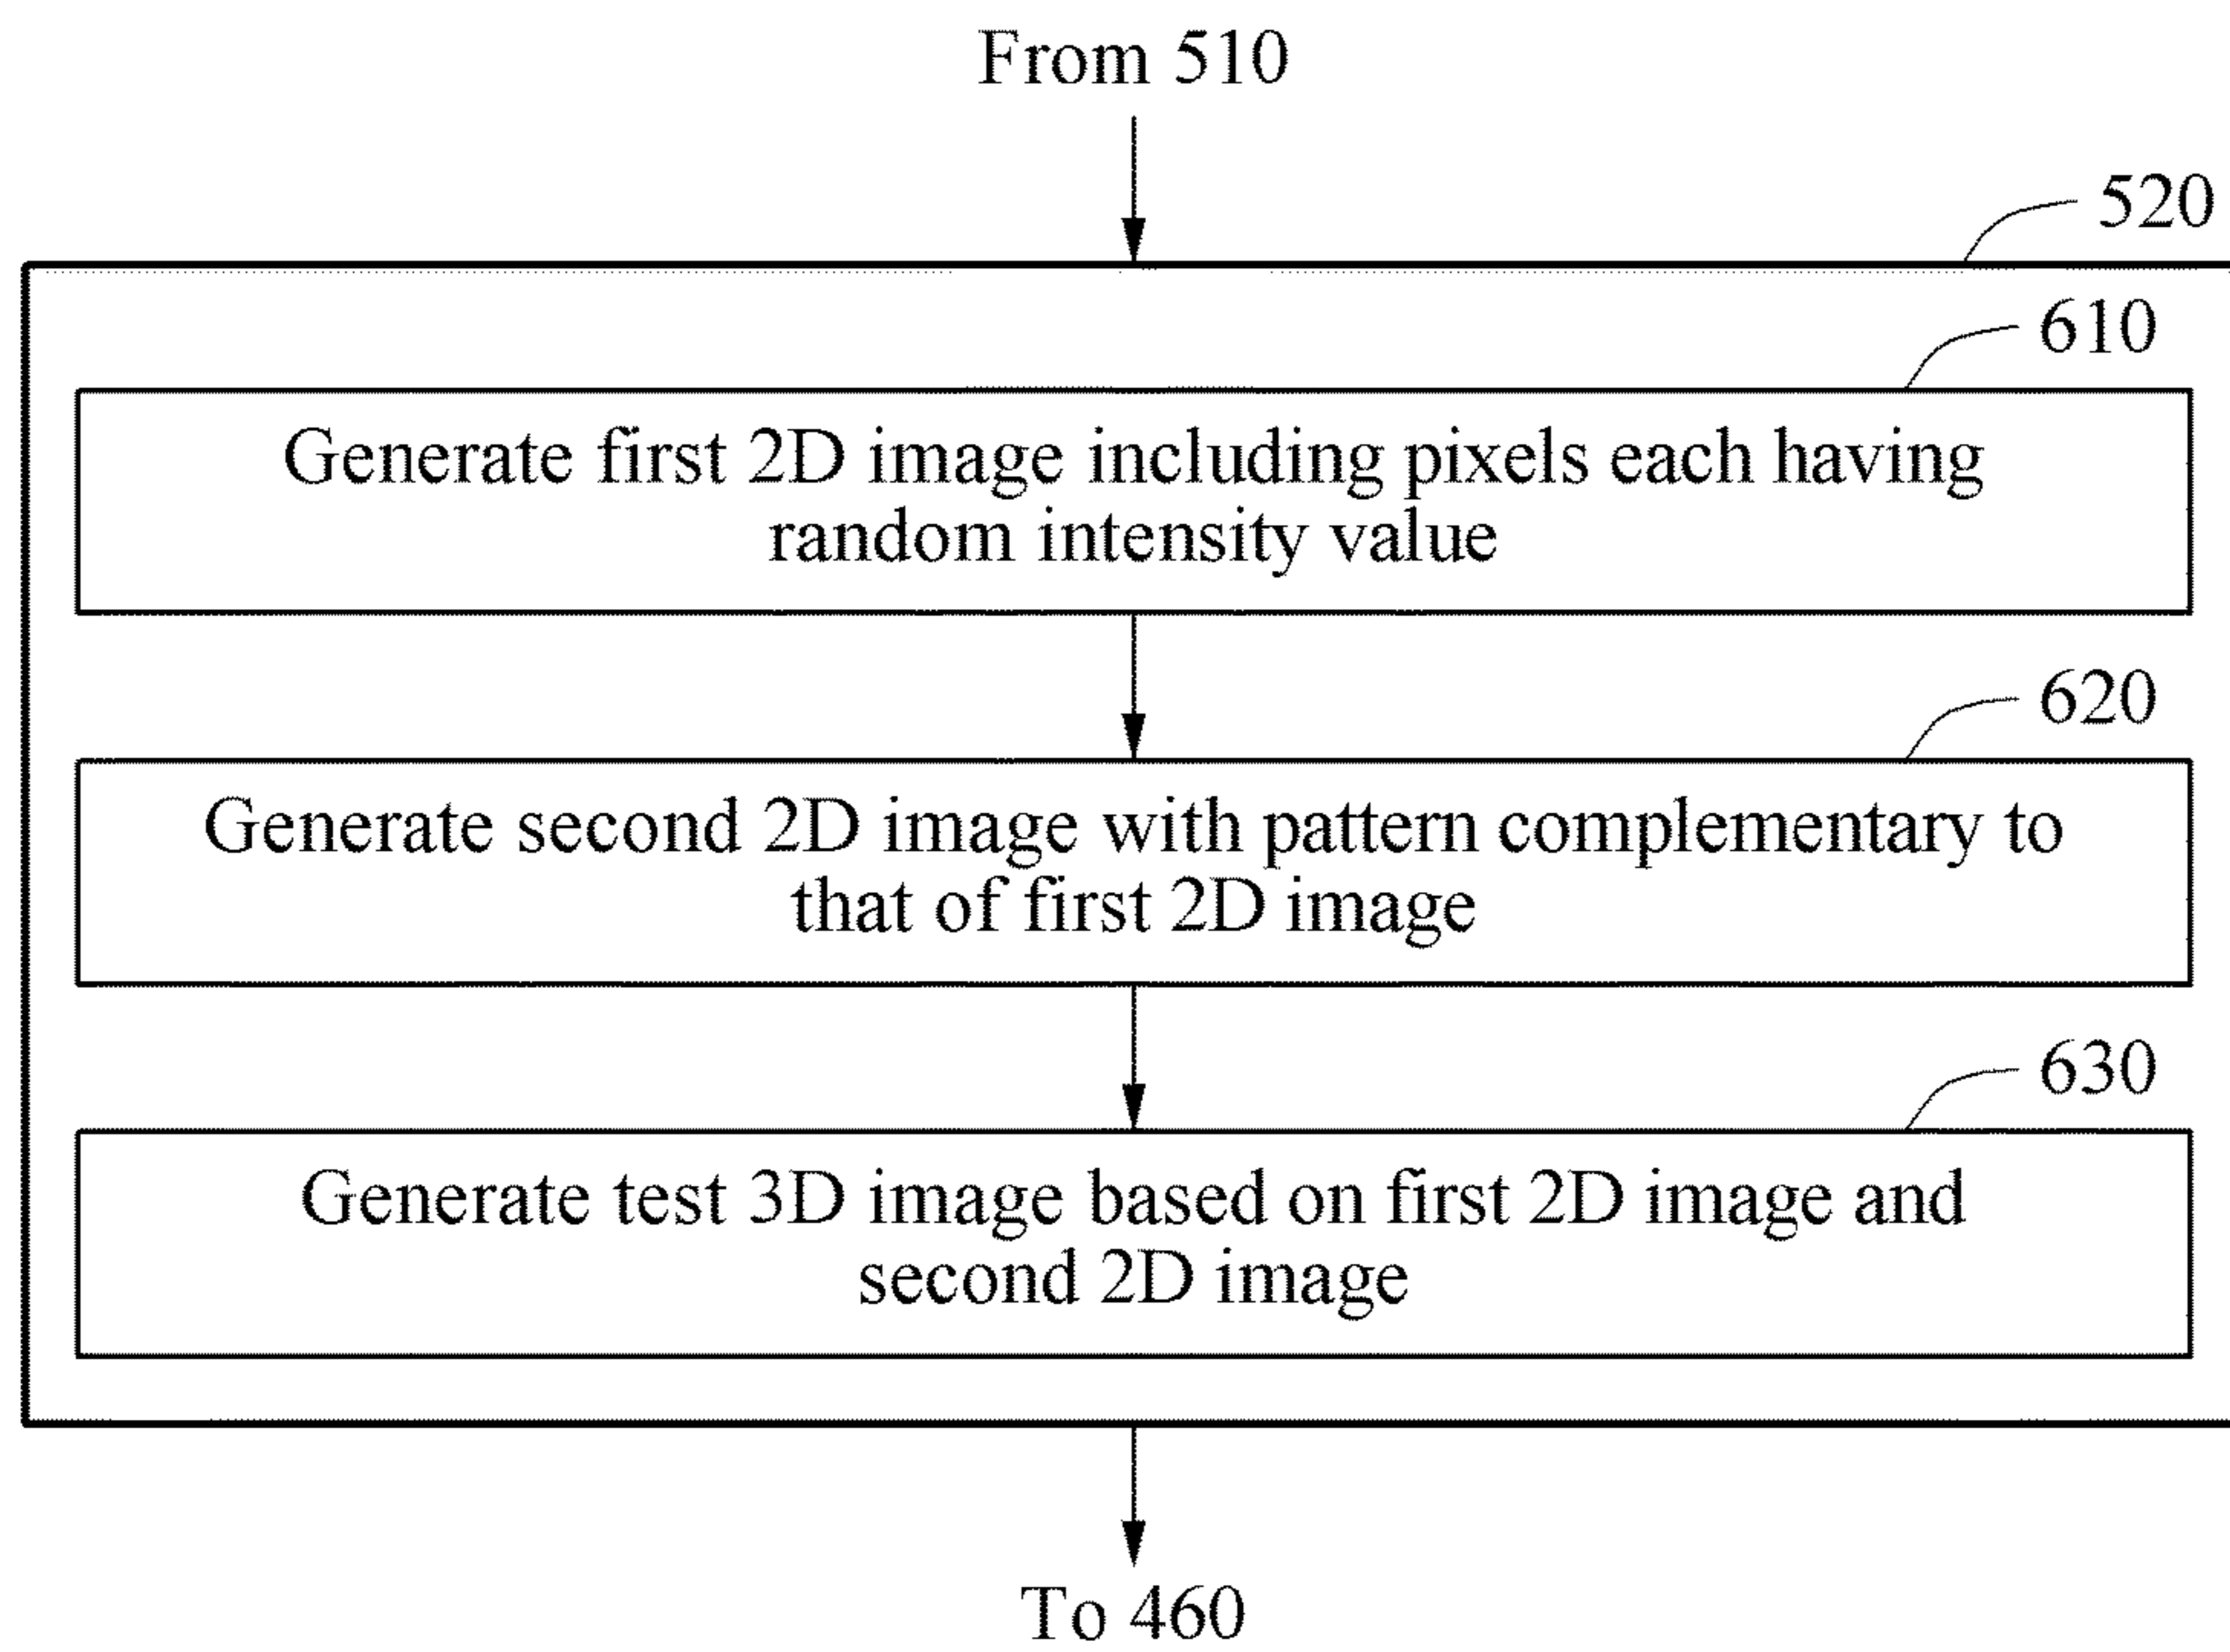 From 510
520
610
Generate first 2D image including pixels each having
random intensity value
620
Generate second 2D image with pattern complementary to
that of first 2D image
630
Generate test 3D image based on first 2D image and
second 2D image
To 460